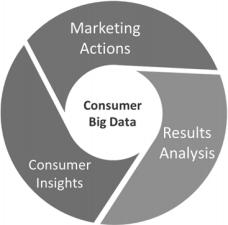 Marketing
Actions
Consumer
Big Data
Results
Analysis
Consumer
Insights